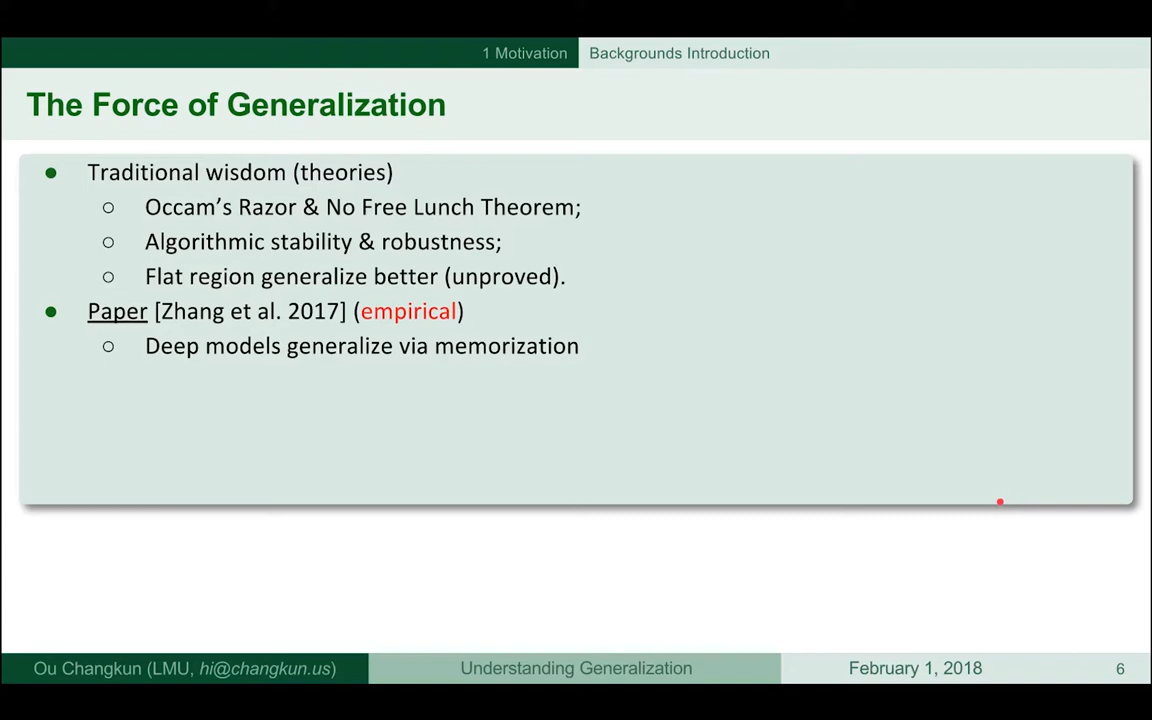 1 Motivation Backgrounds Introduction
The Force of Generalization
● Traditional wisdom (theories)
○ Occam’s Razor & No Free Lunch Theorem;
○ Algorithmic stability & robustness;
○ Flat region generalize better (unproved).
● Paper [Zhang et al. 2017] (empirical)
○ Deep models generalize via memorization
Ou Changkun (LMU, hi@changkun.us) Understanding Generalization February 1, 2018 6